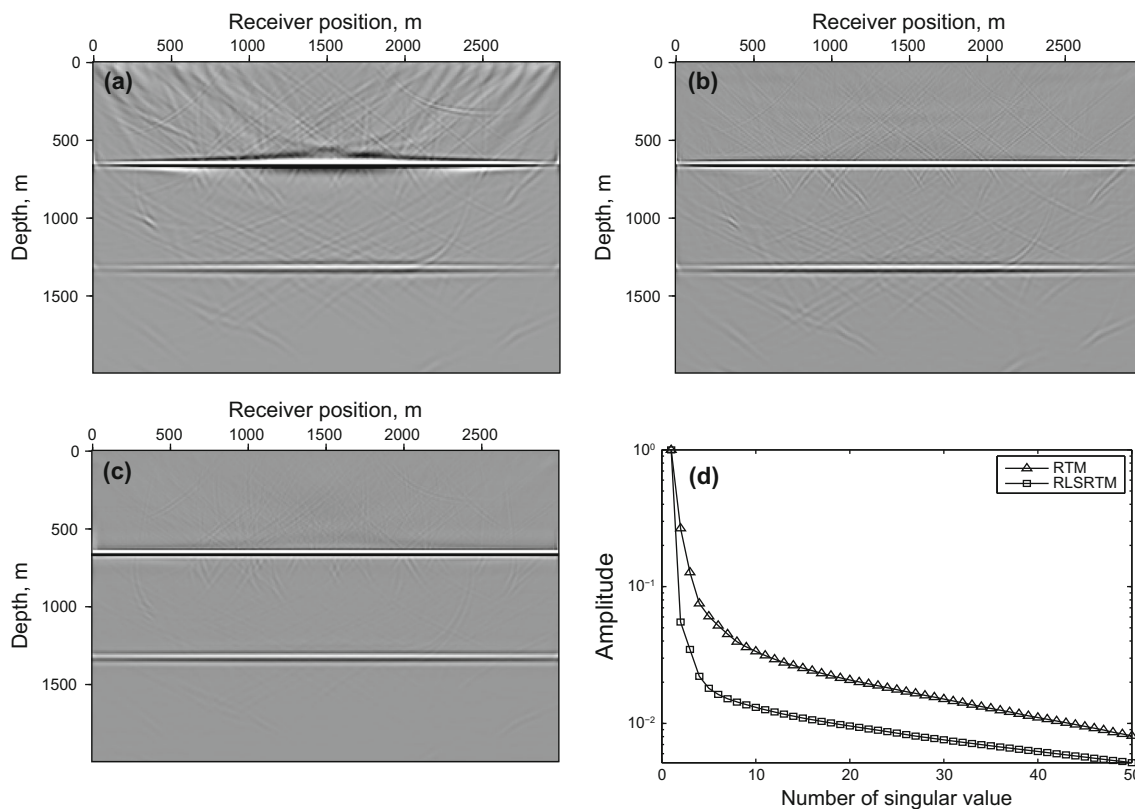 Receiver position, m
0 500 1000 1500 2000 2500
Depth, m
0
500
1000
1500
(a)
Receiver position, m
0 500 1000 1500 2000 2500
Depth, m
0
500
1000
1500
(b)
Receiver position, m
0 500 1000 1500 2000 2500
Depth, m
0
500
1000
1500
(c)
(d)
RTM
RLSRTM
Amplitude
10⁰
10⁻¹
10⁻²
0 10 20 30 40 50
Number of singular value